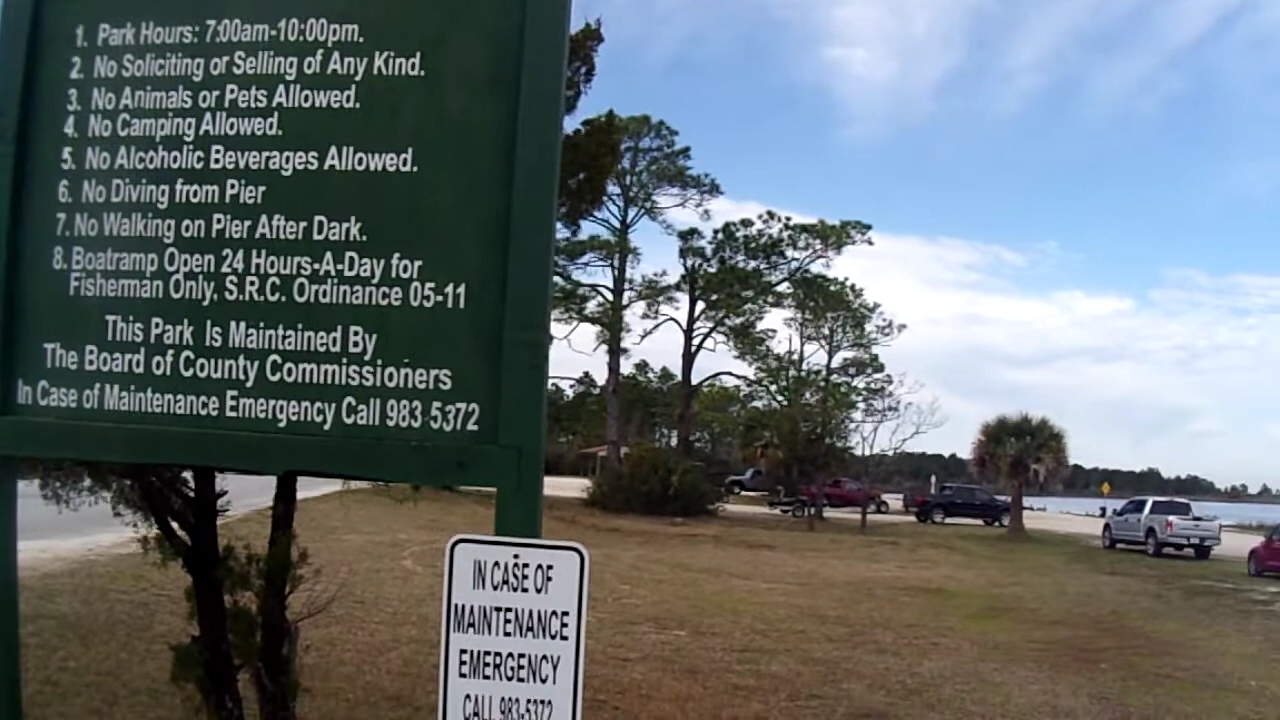 1. Park Hours: 7:00am-10:00pm.
2. No Soliciting or Selling of Any Kind.
3. No Animals or Pets Allowed.
4. No Camping Allowed.
5. No Alcoholic Beverages Allowed.
6. No Diving from Pier
7. No Walking on Pier After Dark.
8. Boatramp Open 24 Hours-A-Day for
Fisherman Only. S.R.C. Ordinance 05-11
This Park Is Maintained By
The Board of County Commissioners
In Case of Maintenance Emergency Call 983-5372
IN CASE OF
MAINTENANCE
EMERGENCY
CALL 983-5372